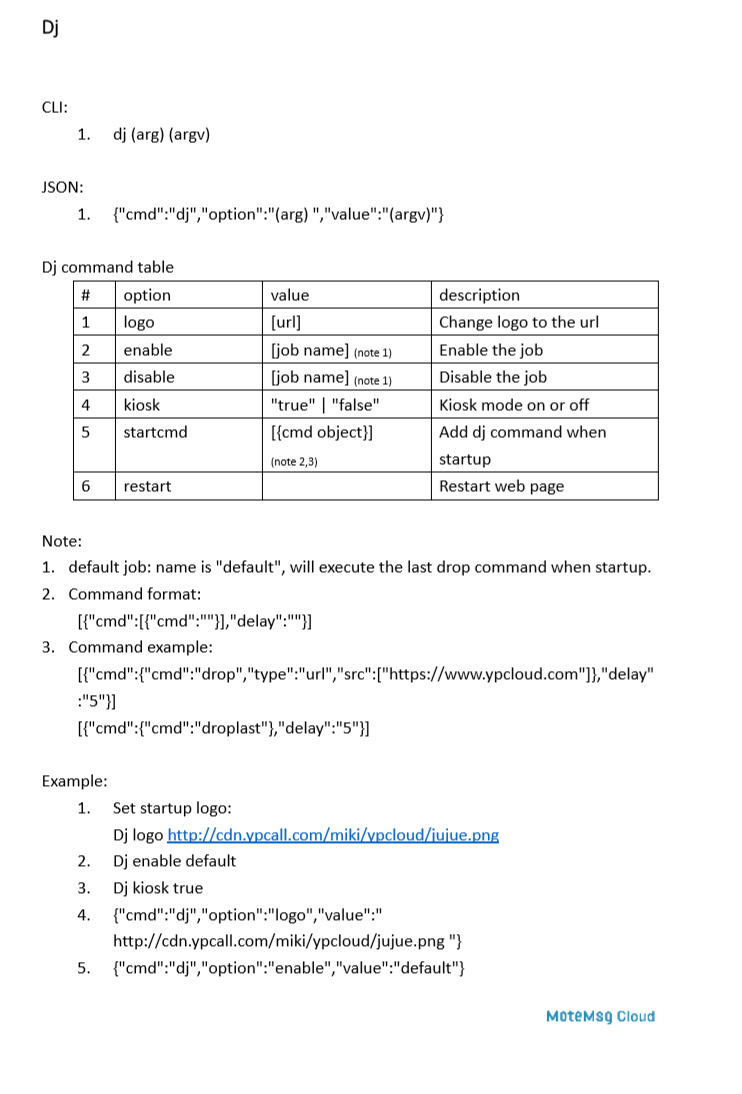 Dj
CLI:
1. dj (arg) (argv)
JSON:
1. {"cmd":"dj","option":"(arg) ","value":"(argv)"}
Dj command table
# option value description
1 logo [url] Change logo to the url
2 enable [job name] (note 1) Enable the job
3 disable [job name] (note 1) Disable the job
4 kiosk "true" | "false" Kiosk mode on or off
5 startcmd [{cmd object}] Add dj command when
(note 2,3) startup
6 restart Restart web page
Note:
1. default job: name is "default", will execute the last drop command when startup.
2. Command format:
[{"cmd":[{"cmd":""}],"delay":""}]
3. Command example:
[{"cmd":{"cmd":"drop","type":"url","src":["https://www.ypcloud.com"]},"delay"
:"5"}]
[{"cmd":{"cmd":"droplast"},"delay":"5"}]
Example:
1. Set startup logo:
Dj logo http://cdn.ypcall.com/miki/ypcloud/jujue.png
2. Dj enable default
3. Dj kiosk true
4. {"cmd":"dj","option":"logo","value":"
http://cdn.ypcall.com/miki/ypcloud/jujue.png "}
5. {"cmd":"dj","option":"enable","value":"default"}
MoteMsg Cloud